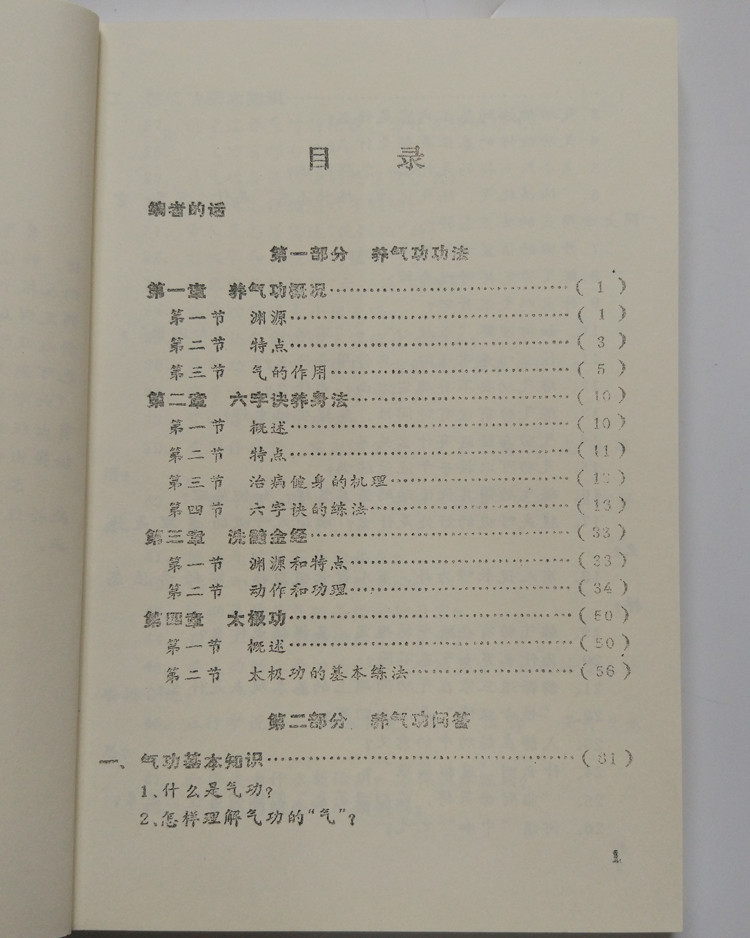 目 录
编者的话
第一部分 养气功功法
第一章 养气功概况……………………………(1)
第一节 渊源……………………………(1)
第二节 特点……………………………(3)
第三节 气的作用……………………………(5)
第二章 六字诀养身法……………………………(10)
第一节 概述……………………………(10)
第二节 特点……………………………(11)
第三节 治病健身的机理……………………………(12)
第四节 六字诀的练法……………………………(13)
第三章 洗髓金经……………………………(33)
第一节 渊源和特点……………………………(33)
第二节 动作和功理……………………………(34)
第四章 太极功……………………………(50)
第一节 概述……………………………(50)
第二节 太极功的基本练法……………………………(56)
第二部分 养气功问答
一、气功基本知识……………………………(81)
1、什么是气功?
2、怎样理解气功的“气”?
1